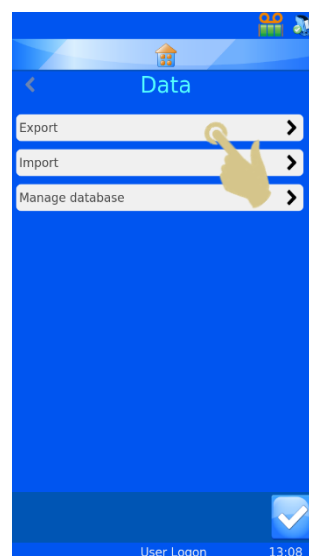 Data
Export
Import
Manage database
User Logon 13:08